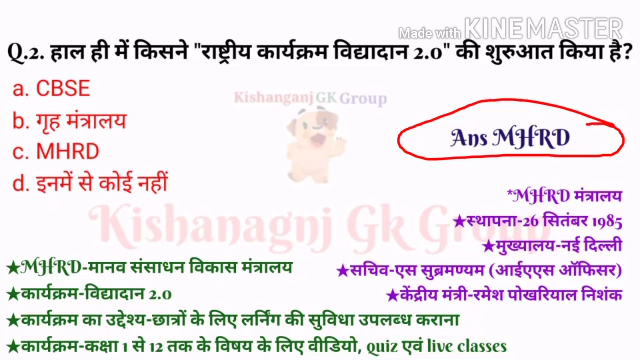 Made with KINEMASTER
Q.2. हाल ही में किसने "राष्ट्रीय कार्यक्रम विद्यादान 2.0" की शुरुआत किया है?
a. CBSE
b. गृह मंत्रालय
c. MHRD
d. इनमें से कोई नहीं
Kishanganj GK Group
Ans MHRD
Kishanagnj Gk Group
*MHRD मंत्रालय
★स्थापना-26 सितंबर 1985
★मुख्यालय-नई दिल्ली
★सचिव-एस सुब्रमण्यम (आईएएस ऑफिसर)
★केंद्रीय मंत्री-रमेश पोखरियाल निशंक
★MHRD-मानव संसाधन विकास मंत्रालय
★कार्यक्रम-विद्यादान 2.0
★कार्यक्रम का उद्देश्य-छात्रों के लिए लर्निंग की सुविधा उपलब्ध कराना
★कार्यक्रम-कक्षा 1 से 12 तक के विषय के लिए वीडियो, quiz एवं live classes